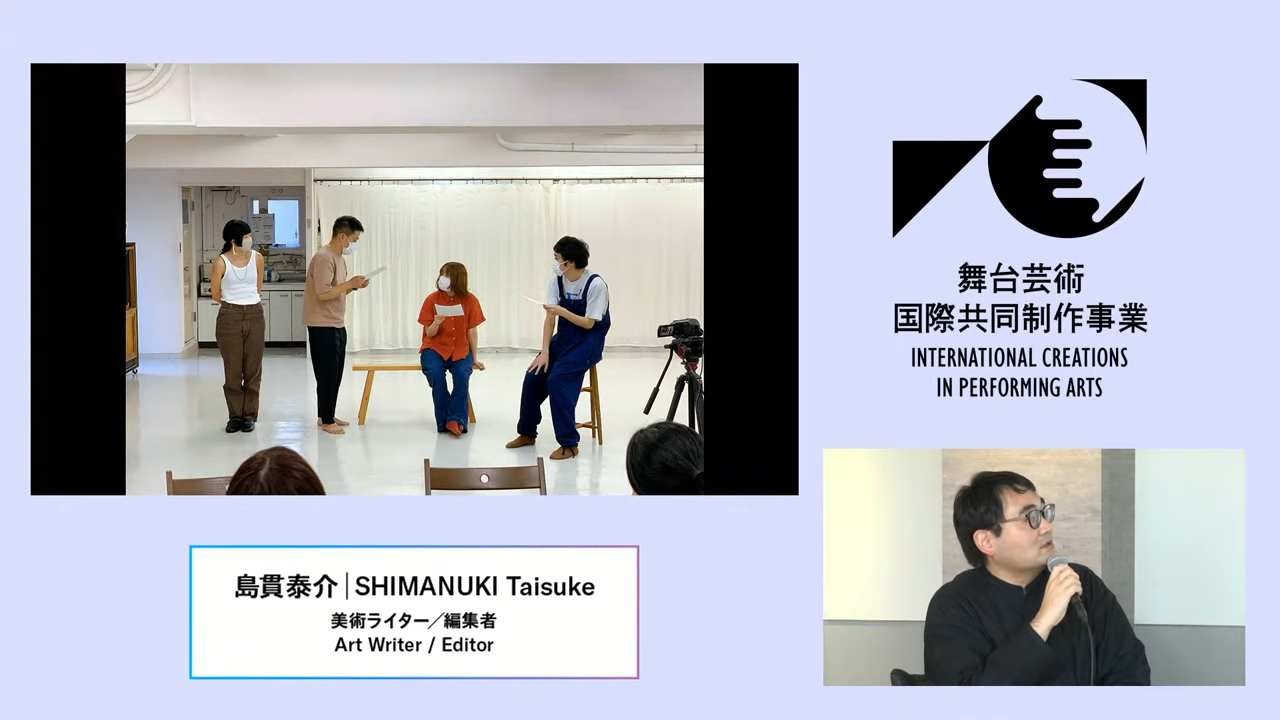 舞台芸術
国際共同制作事業
INTERNATIONAL CREATIONS
IN PERFORMING ARTS
島貫泰介|SHIMANUKI Taisuke
美術ライター／編集者
Art Writer / Editor